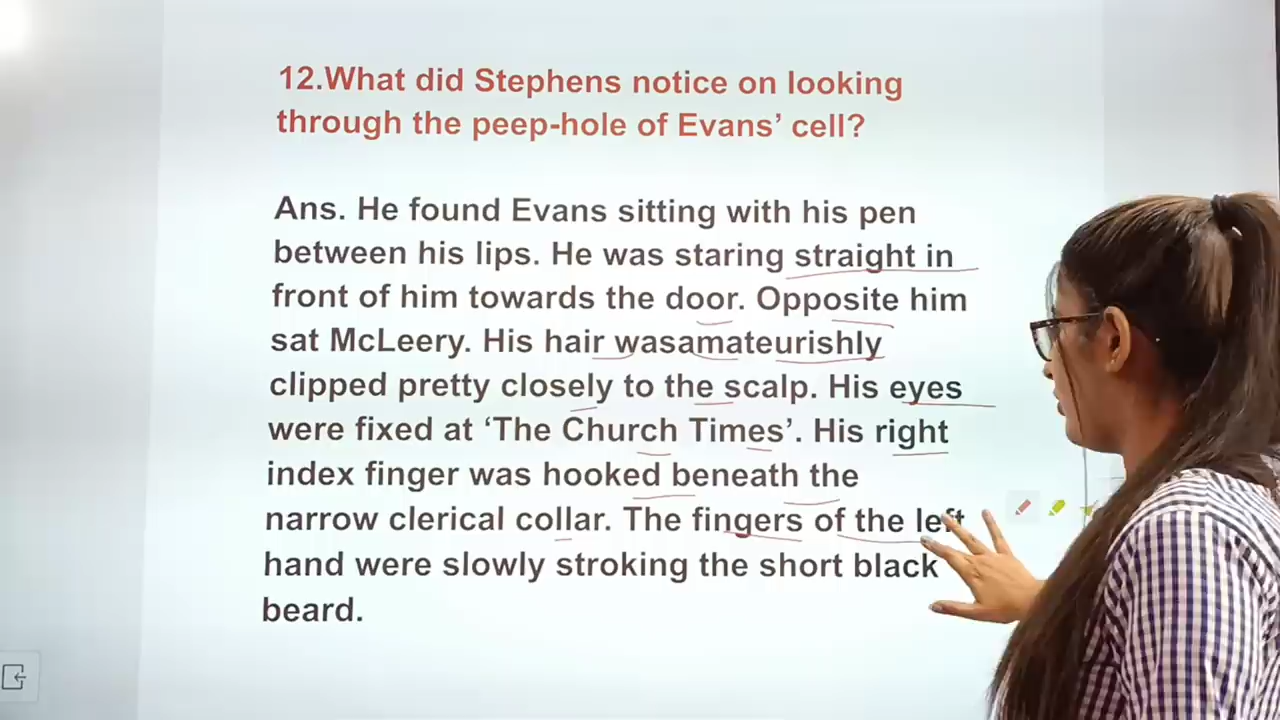 12.What did Stephens notice on looking
through the peep-hole of Evans’ cell?
Ans. He found Evans sitting with his pen
between his lips. He was staring straight in
front of him towards the door. Opposite him
sat McLeery. His hair wasamateurishly
clipped pretty closely to the scalp. His eyes
were fixed at ‘The Church Times’. His right
index finger was hooked beneath the
narrow clerical collar. The fingers of the left
hand were slowly stroking the short black
beard.